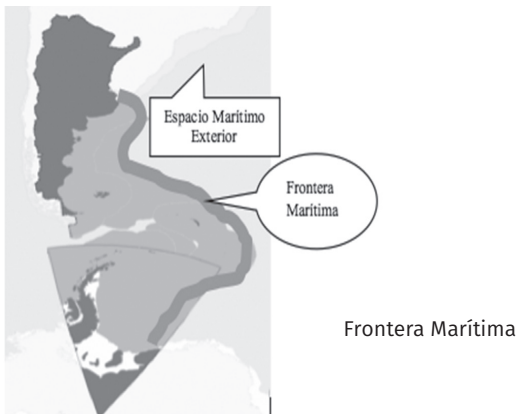 Espacio Marítimo
Exterior
Frontera
Marítima
Frontera Marítima